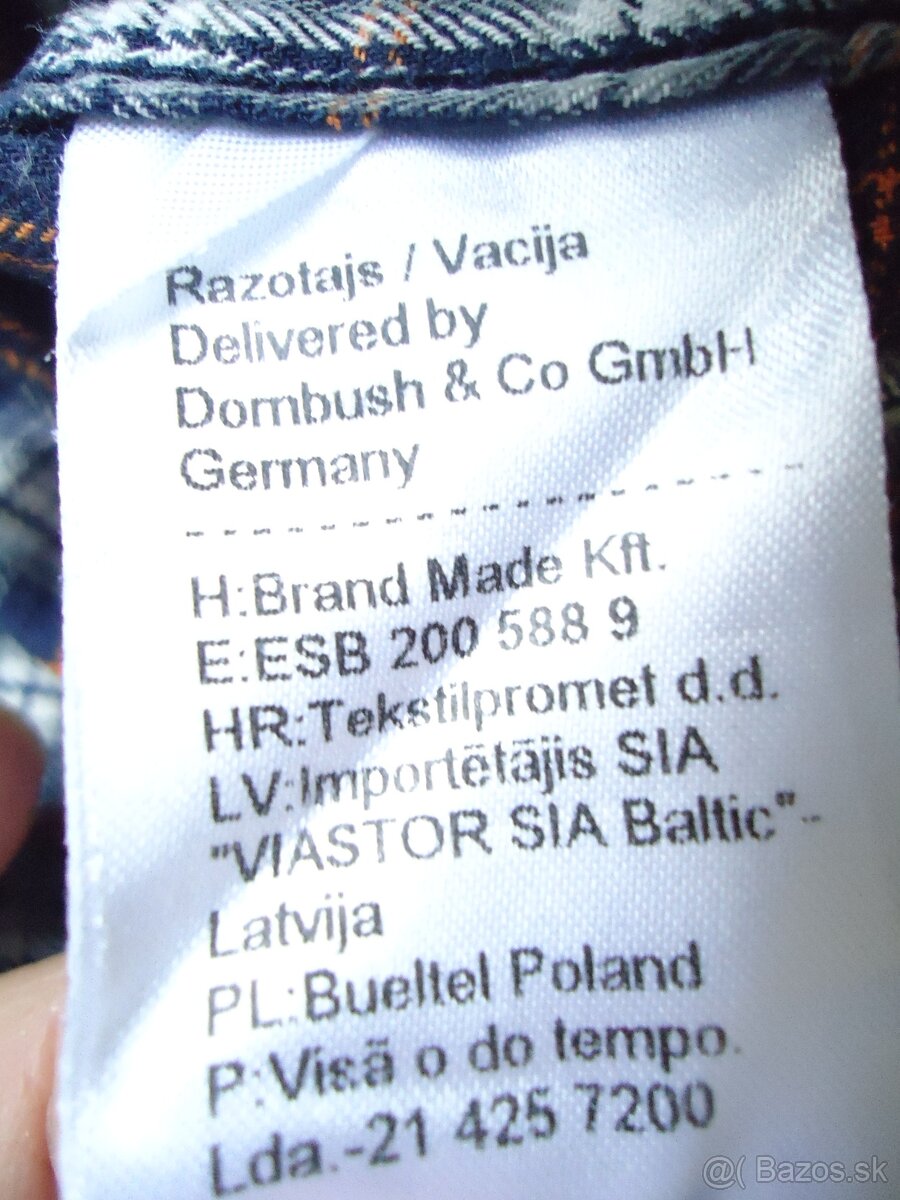 Razotajs / Vacija
Delivered by
Dornbush & Co GmbH
Germany
- - - - - - - - - - - - - - - - - - -
H:Brand Made Kft.
E:ESB 200 588 9
HR:Tekstilpromet d.d.
LV:Importētājis SIA
"VIASTOR SIA Baltic"-
Latvija
PL:Bueltel Poland
P:Visã o do tempo.
Lda.-21 425 7200
@( Bazos.sk